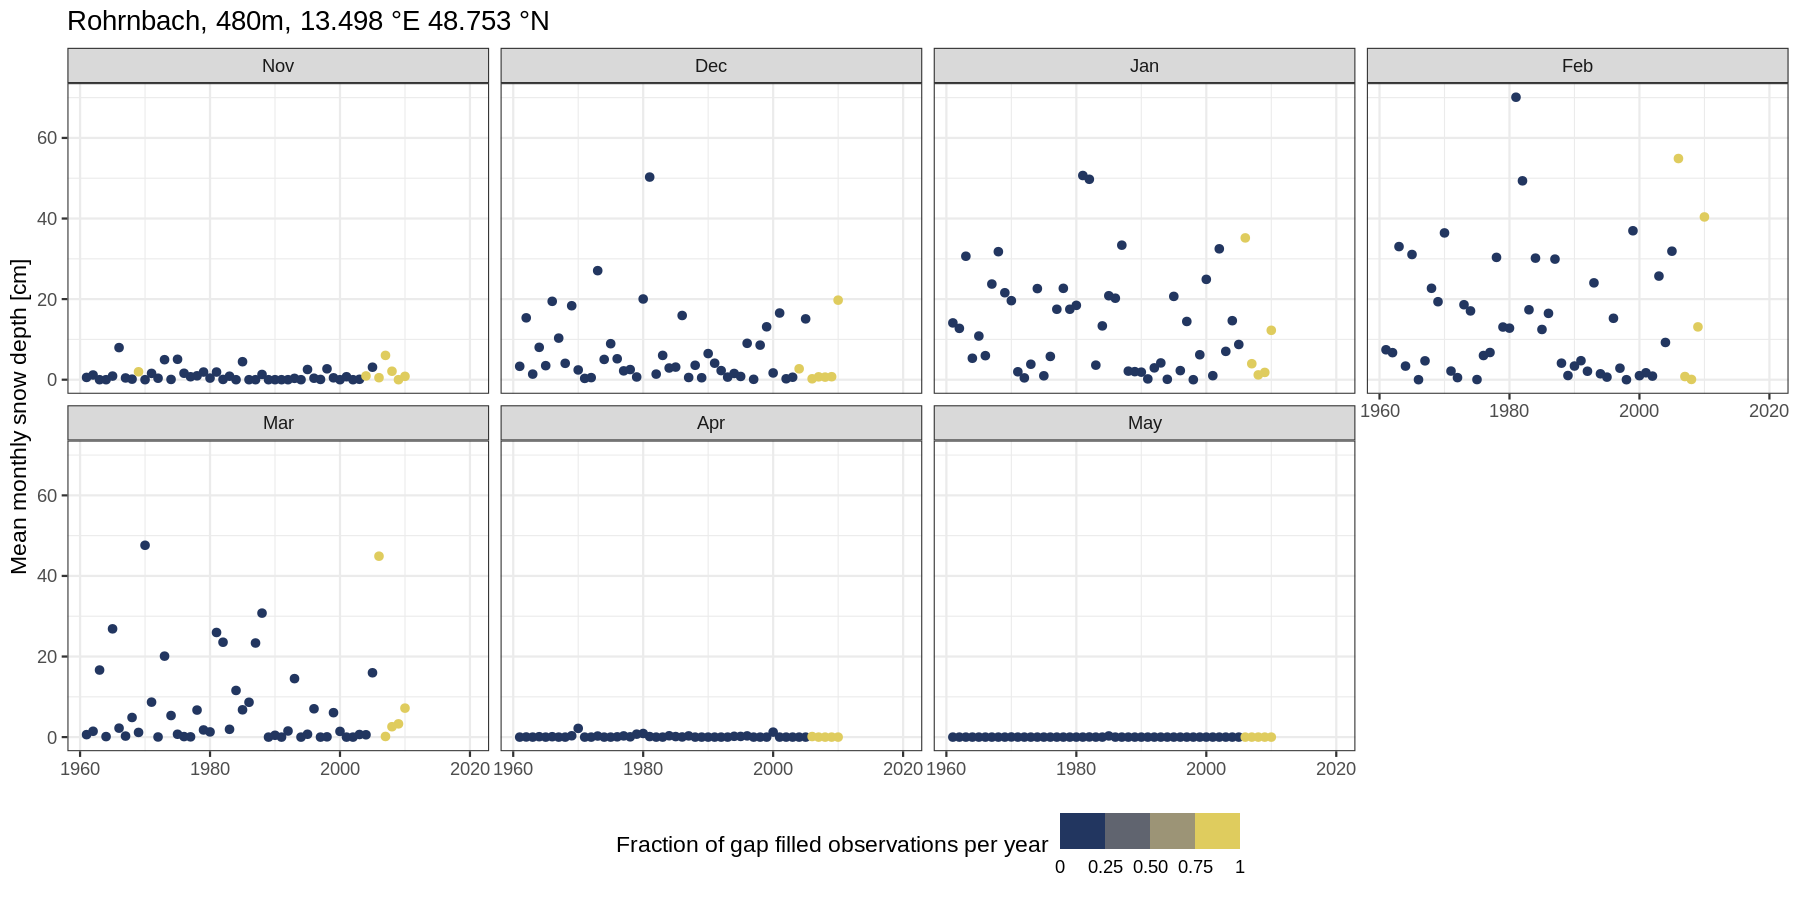 Rohrnbach, 480m, 13.498 °E 48.753 °N
Nov Dec Jan Feb
60
40
20
0
1960 1980 2000 2020
Mar Apr May
60
40
20
0
1960 1980 2000 2020 1960 1980 2000 2020 1960 1980 2000 2020
Mean monthly snow depth [cm]
Fraction of gap filled observations per year
0 0.25 0.50 0.75 1